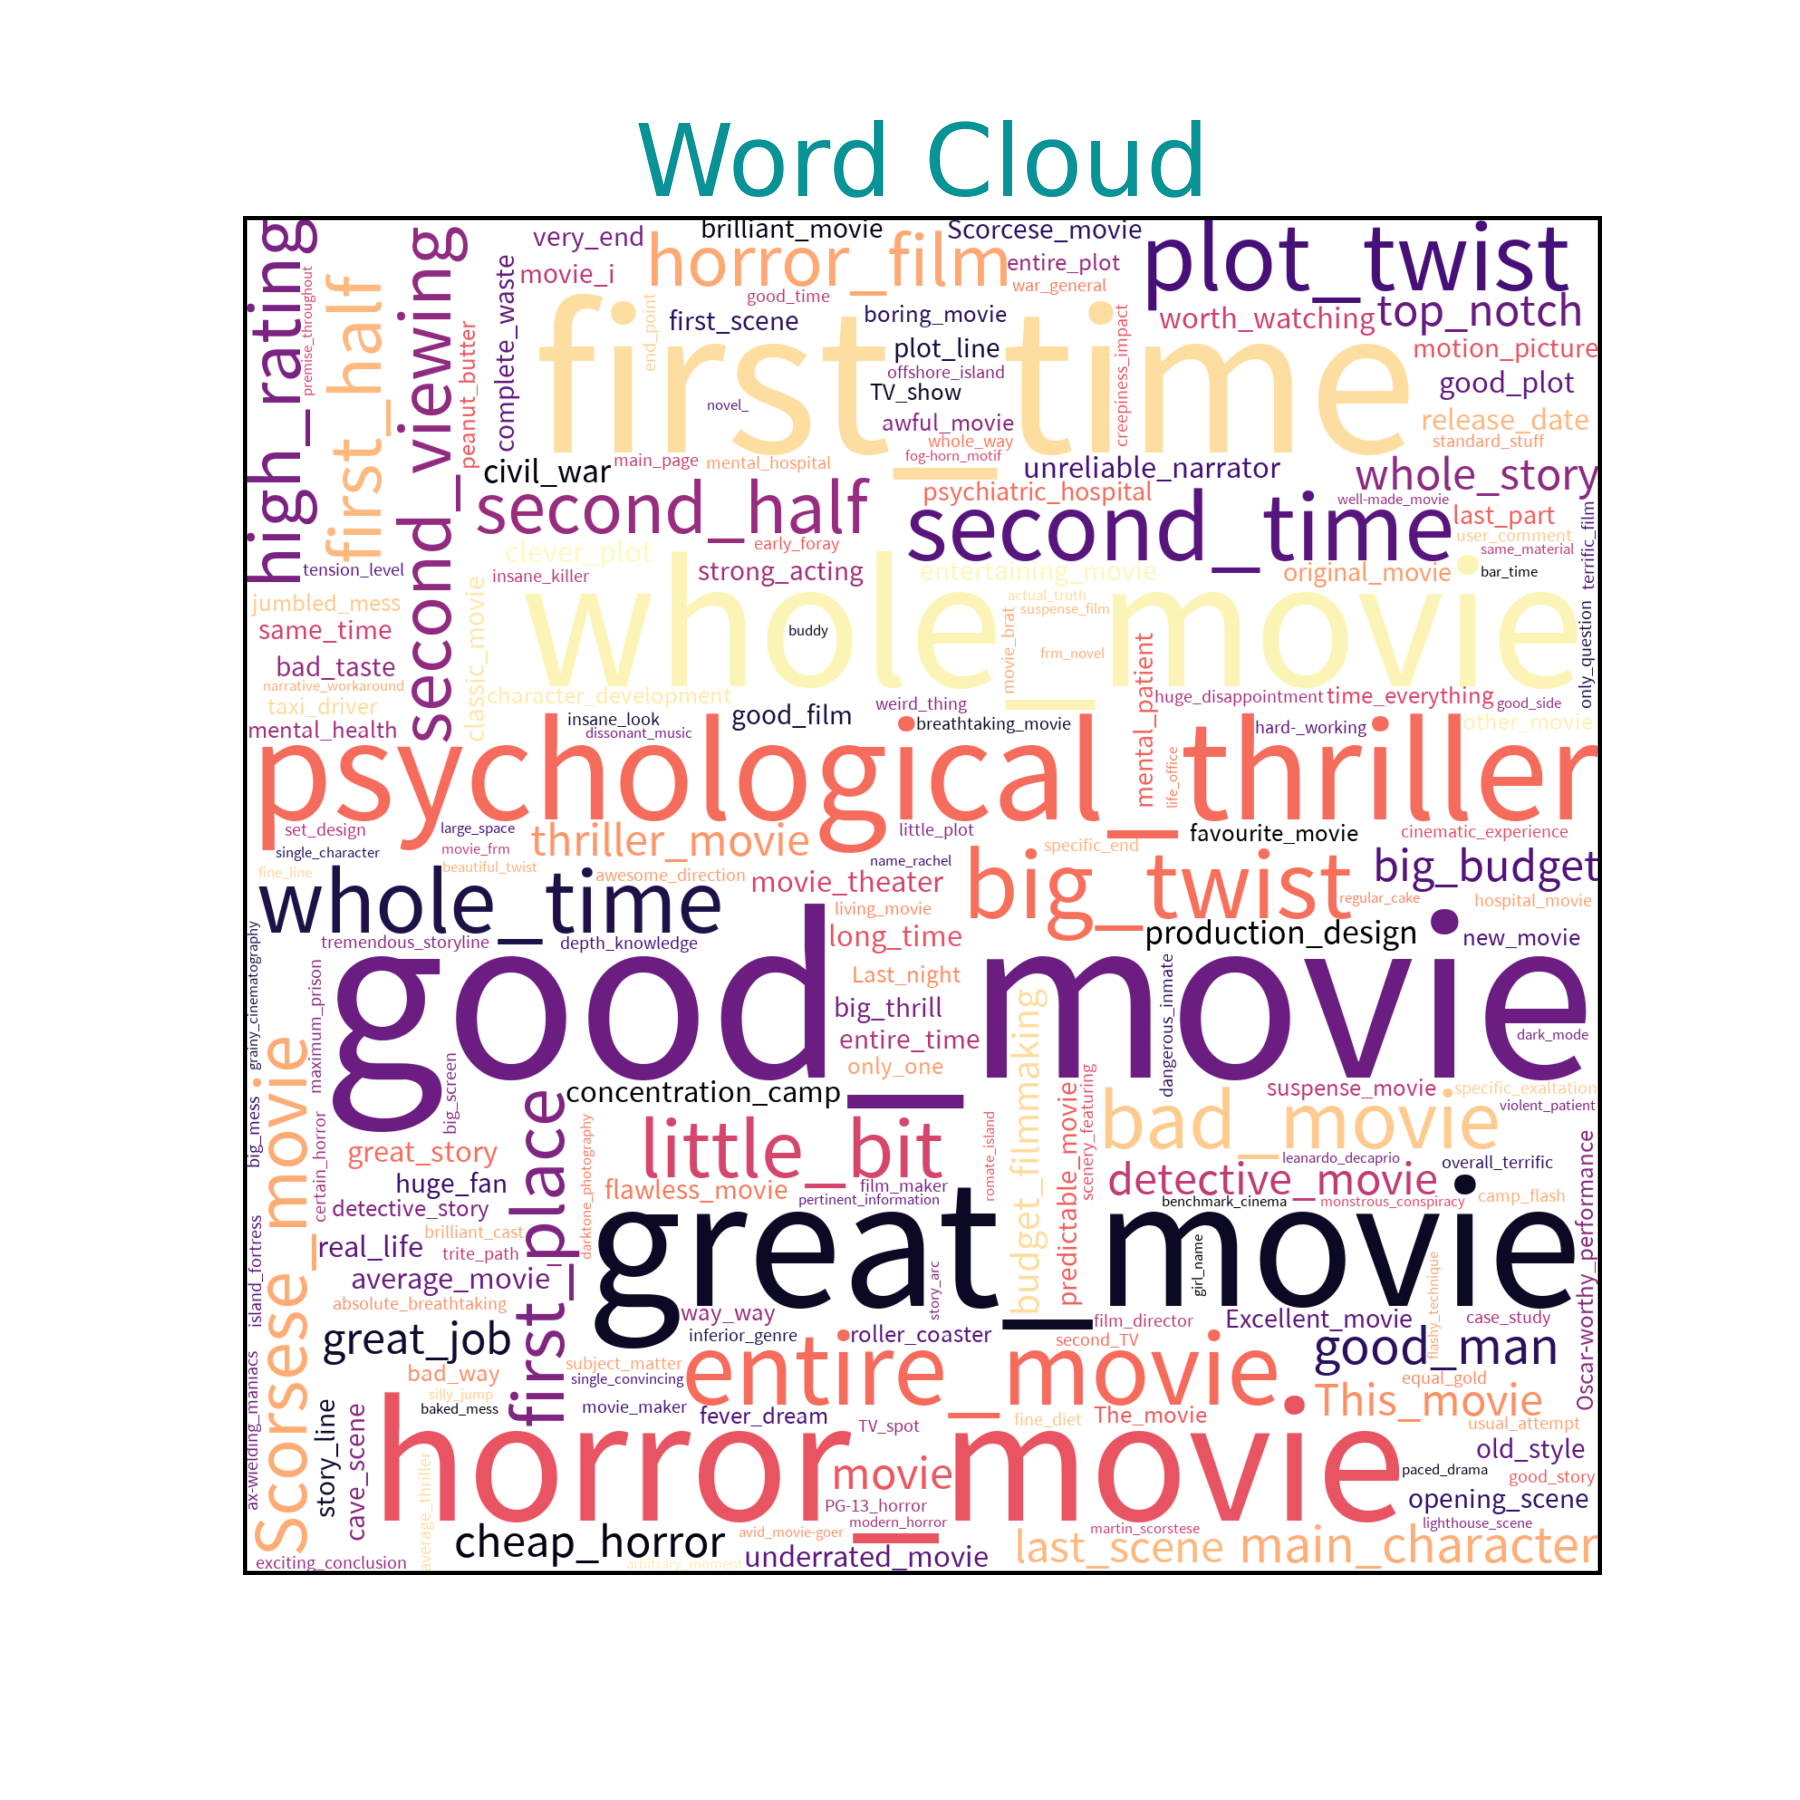 Word Cloud
brilliant_movie
Scorcese_movie
very_end
horror_film
plot_twist
high_rating
premise_throughout
first_half
second_viewing
complete_waste
movie_i
entire_plot
war_general
good_time
end_point
first_time
first_scene
boring_movie
creepiness_impact
worth_watching
top_notch
peanut_butter
plot_line
motion_picture
offshore_island
good_plot
TV_show
novel_
awful_movie
release_date
whole_way
standard_stuff
fog-horn_motif
civil_war
main_page
mental_hospital
unreliable_narrator
whole_story
second_half
psychiatric_hospital
second_time
well-made_movie
last_part
terrific_film
user_comment
early_foray
clever_plot
same_material
tension_level
insane_killer
strong_acting
entertaining_movie
original_movie
bar_time
jumbled_mess
classic_movie
whole_movie
actual_truth
suspense_film
movie_brat
only_question
same_time
buddy
mental_patient
frm_novel
bad_taste
narrative_workaround
character_development
huge_disappointment
time_everything
good_side
taxi_driver
weird_thing
mental_health
insane_look
dissonant_music
good_film
breathtaking_movie
hard-_working
other_movie
psychological_thriller
life_office
set_design
large_space
thriller_movie
little_plot
favourite_movie
cinematic_experience
single_character
movie_frm
name_rachel
specific_end
big_twist
big_budget
fine_line
beautiful_twist
awesome_direction
movie_theater
whole_time
living_movie
regular_cake
hospital_movie
grainy_cinematography
tremendous_storyline
depth_knowledge
long_time
production_design
new_movie
good_movie
maximum_prison
Last_night
dangerous_inmate
big_thrill
budget_filmmaking
entire_time
dark_mode
only_one
big_screen
Scorsese_movie
big_mess
concentration_camp
predictable_movie
scenery_featuring
suspense_movie
specific_exaltation
bad_movie
violent_patient
first_place
certain_horror
darktone_photography
little_bit
romate_island
great_story
leanardo_decaprio
overall_terrific
Oscar-worthy_performance
huge_fan
flawless_movie
film_maker
detective_movie
detective_story
pertinent_information
benchmark_cinema
monstrous_conspiracy
camp_flash
great_movie
brilliant_cast
island_fortress
real_life
trite_path
story_arc
girl_name
flashy_technique
average_movie
absolute_breathtaking
way_way
film_director
Excellent_movie
case_study
great_job
inferior_genre
roller_coaster
second_TV
good_man
ax-wielding_maniacs
bad_way
subject_matter
single_convincing
entire_movie
equal_gold
silly_jump
baked_mess
movie_maker
fever_dream
TV_spot
fine_diet
The_movie
This_movie
usual_attempt
story_line
cave_scene
horror_movie
old_style
average_thriller
movie
paced_drama
good_story
PG-13_horror
opening_scene
modern_horror
cheap_horror
avid_movie-goer
martin_scorstese
lighthouse_scene
exciting_conclusion
arbitrary_moment
underrated_movie
last_scene
main_character